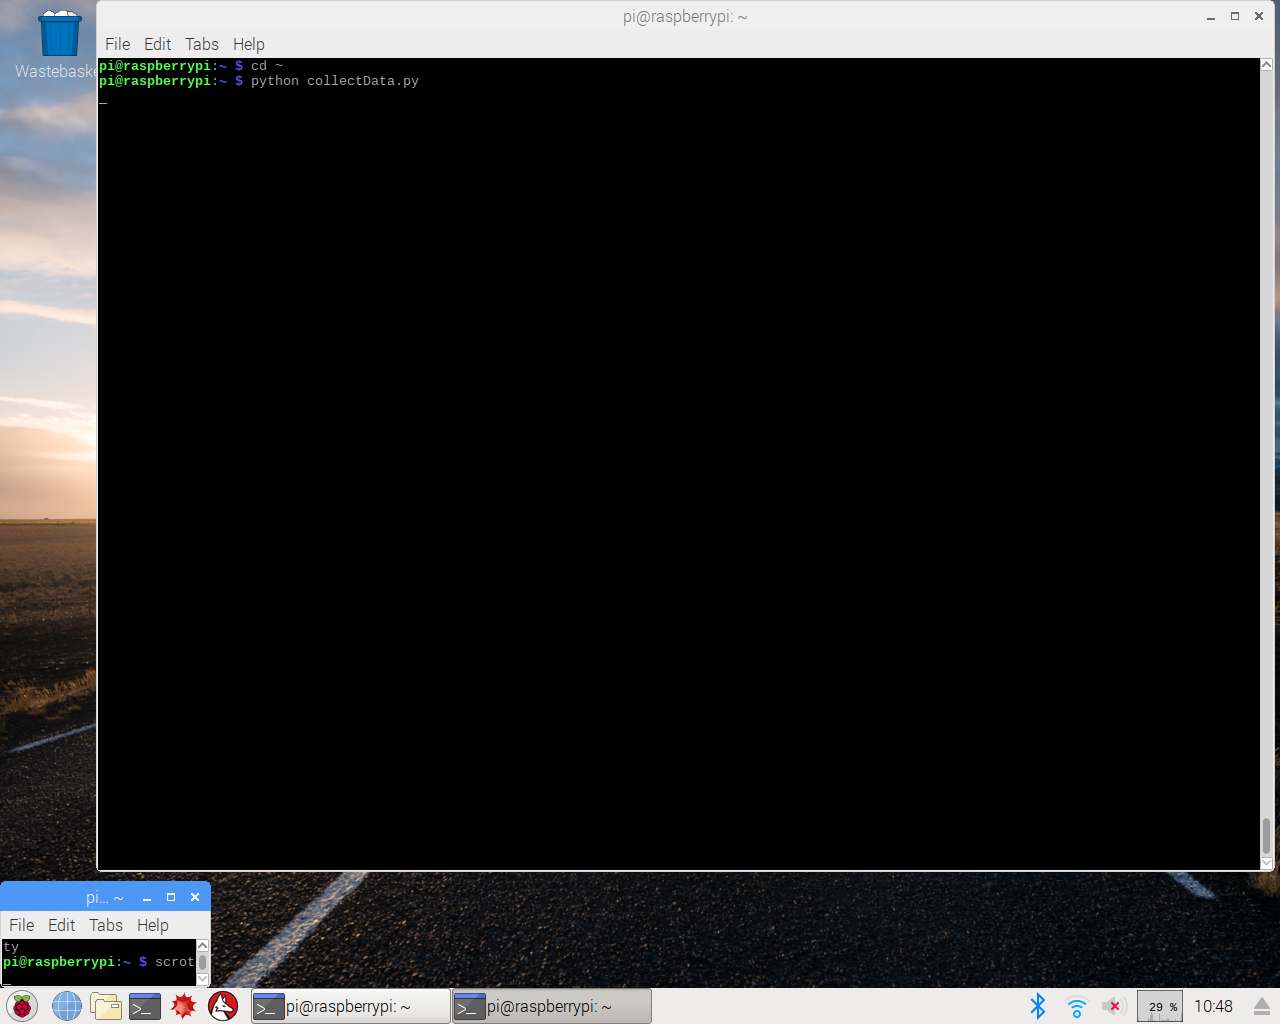 pi@raspberrypi: ~
File Edit Tabs Help
Wastebaske
pi@raspberrypi:~ $ cd ~
pi@raspberrypi:~ $ python collectData.py
pi... ~
File Edit Tabs Help
ty
pi@raspberrypi:~ $ scrot
pi@raspberrypi: ~
pi@raspberrypi: ~
29 %
10:48